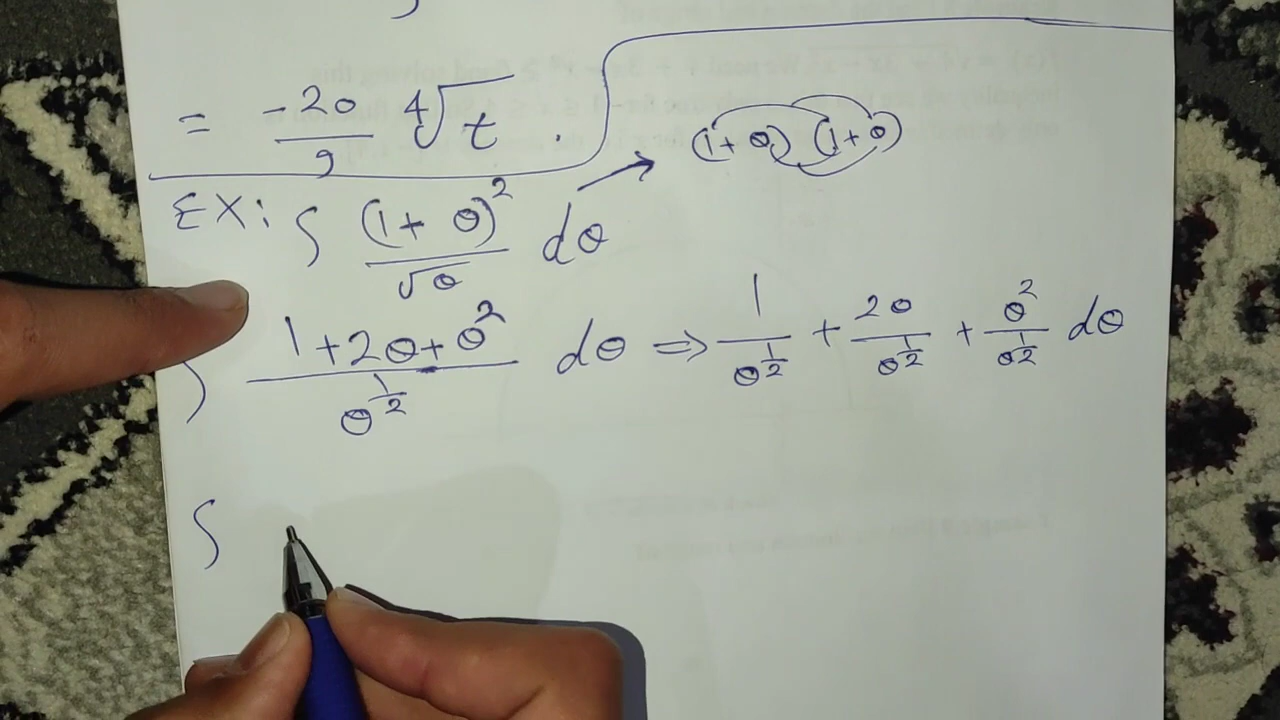 = -20/9 ∜t .
(1+θ) (1+θ)
EX: ∫ (1+θ)²/√θ dθ
∫ 1+2θ+θ²/θ^½ dθ ⇒ 1/θ^½ + 2θ/θ^½ + θ²/θ^½ dθ
∫